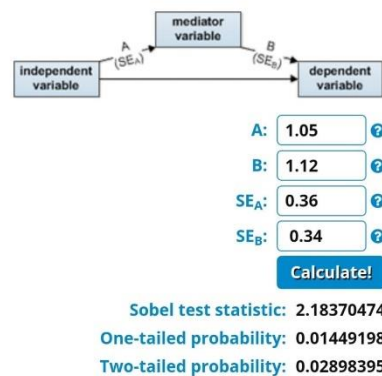 mediator
variable
A
(SEA)
B
(SEB)
independent
variable
dependent
variable
A: 1.05 ?
B: 1.12 ?
SEA: 0.36 ?
SEB: 0.34 ?
Calculate!
Sobel test statistic: 2.18370474
One-tailed probability: 0.01449198
Two-tailed probability: 0.02898395